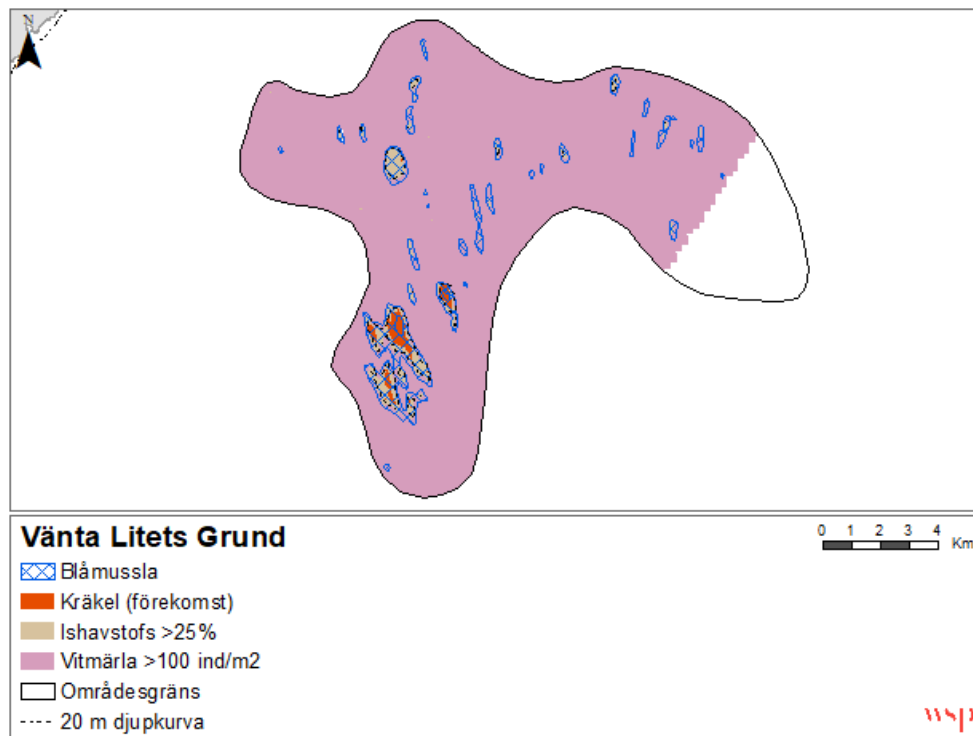 N
Vänta Litets Grund
0 1 2 3 4
Km
Blåmussla
Kräkel (förekomst)
Ishavstofs >25%
Vitmärla >100 ind/m2
Områdesgräns
20 m djupkurva
wsp